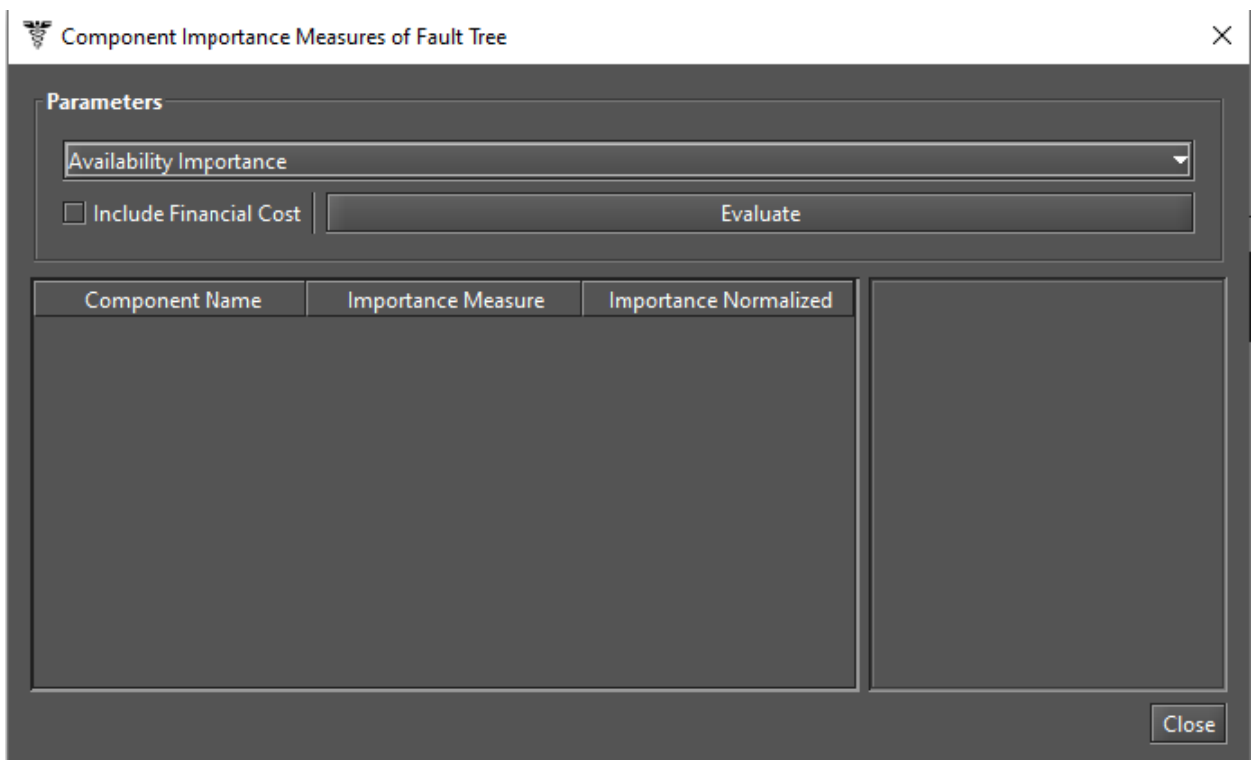 Component Importance Measures of Fault Tree
Parameters
Availability Importance
Include Financial Cost
Evaluate
Component Name Importance Measure Importance Normalized
Close